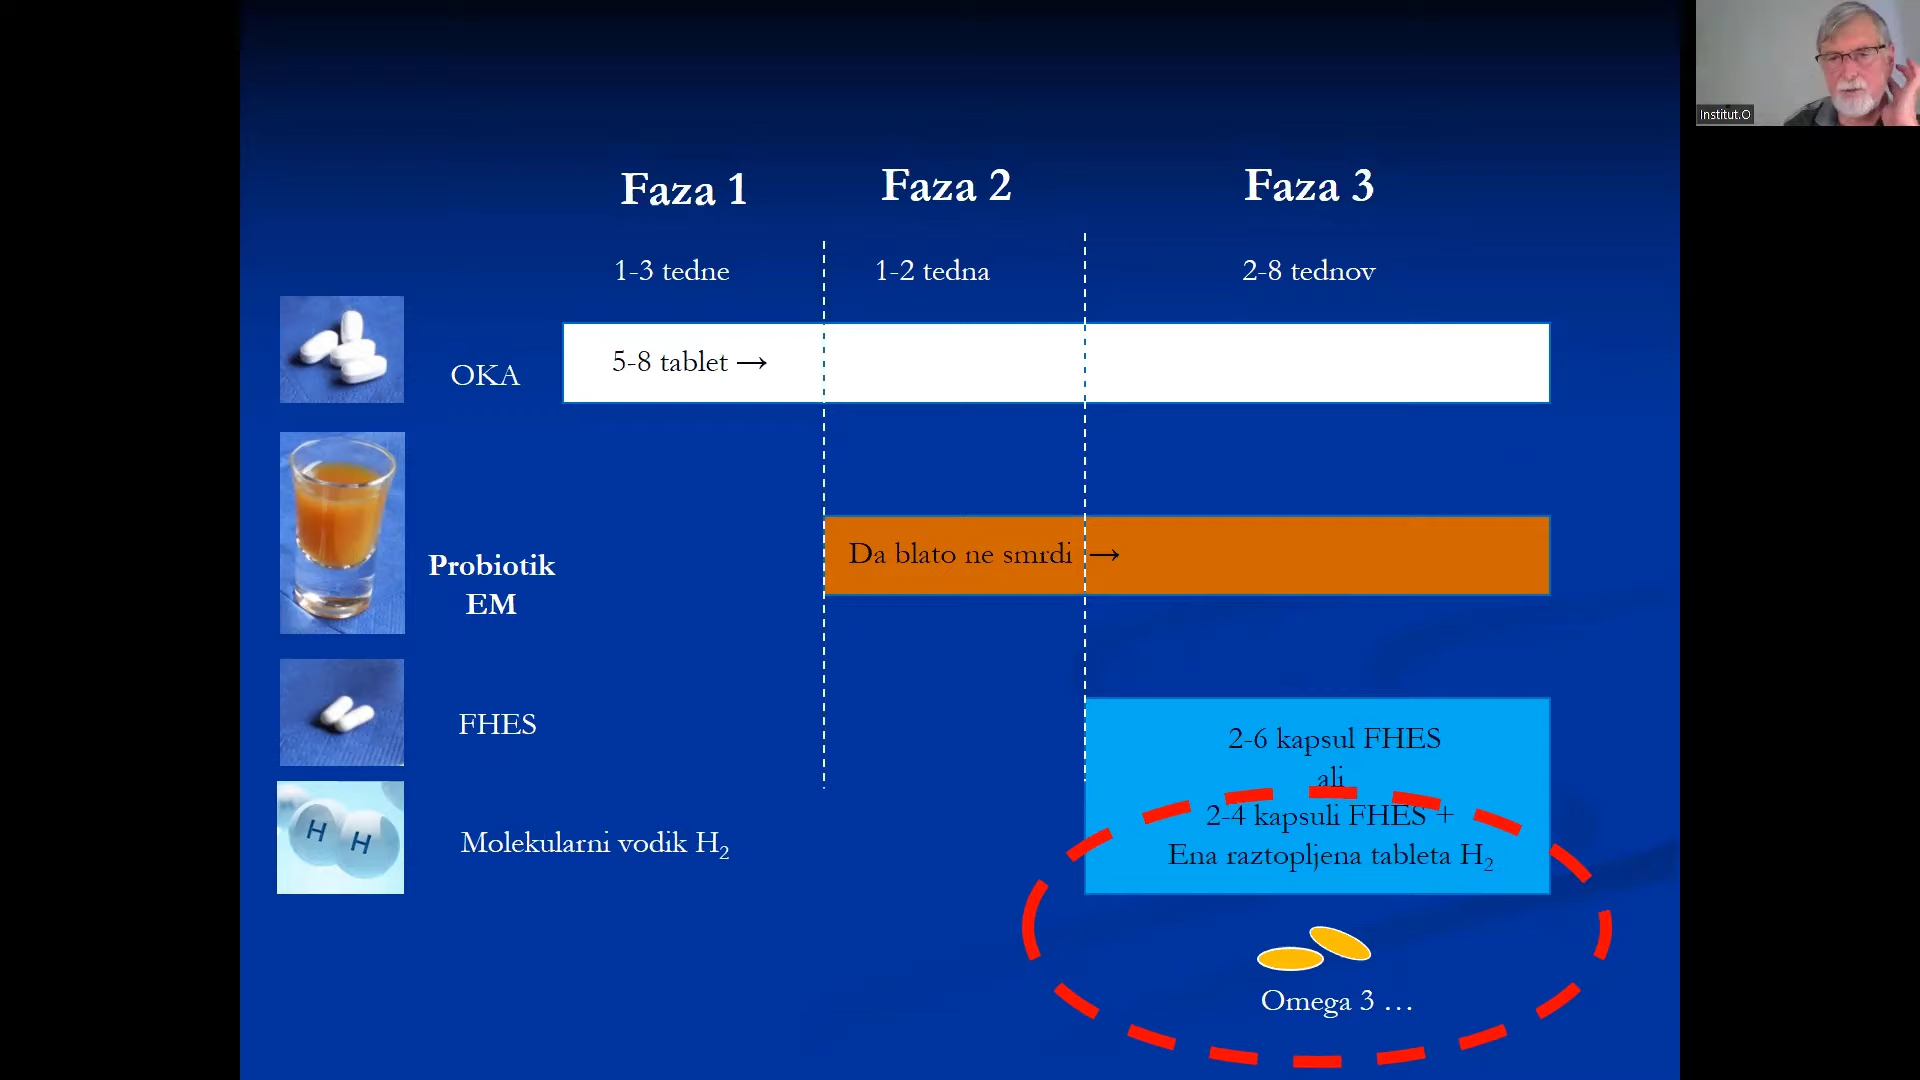 Institut.O
Faza 1
Faza 2
Faza 3
1-3 tedne
1-2 tedna
2-8 tednov
OKA
5-8 tablet →
Probiotik
EM
Da blato ne smrdi →
FHES
2-6 kapsul FHES
ali
2-4 kapsuli FHES +
Ena raztopljena tableta H₂
H H
Molekularni vodik H₂
Omega 3 …